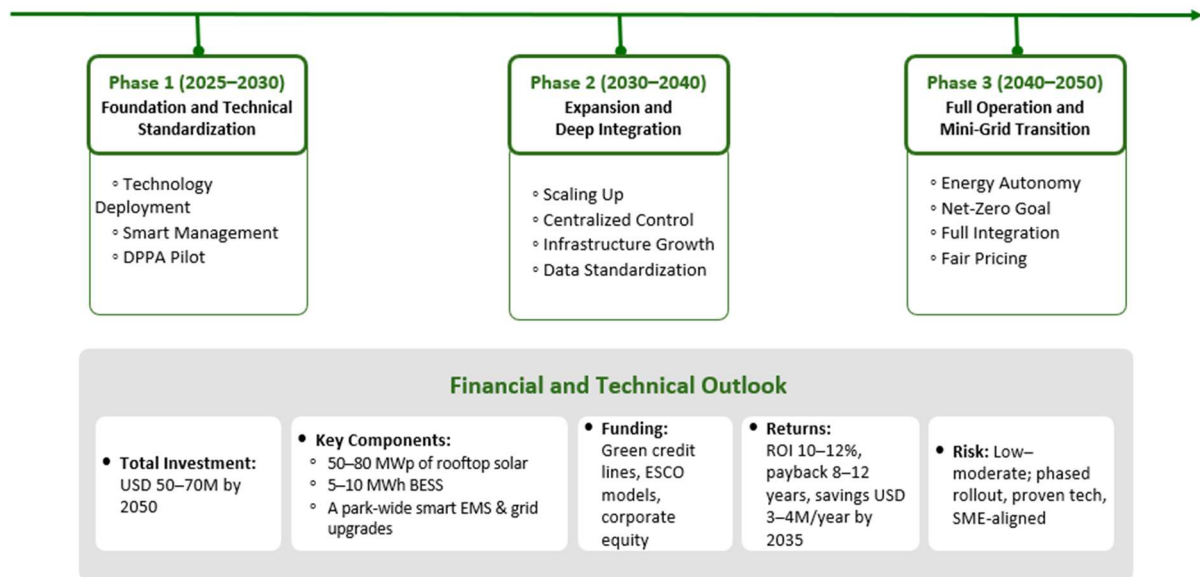 Phase 1 (2025–2030)
Foundation and Technical
Standardization
◦ Technology
Deployment
◦ Smart Management
◦ DPPA Pilot
Phase 2 (2030–2040)
Expansion and
Deep Integration
◦ Scaling Up
◦ Centralized Control
◦ Infrastructure Growth
◦ Data Standardization
Phase 3 (2040–2050)
Full Operation and
Mini-Grid Transition
◦ Energy Autonomy
◦ Net-Zero Goal
◦ Full Integration
◦ Fair Pricing
Financial and Technical Outlook
• Total Investment:
USD 50–70M by
2050
• Key Components:
◦ 50–80 MWp of rooftop solar
◦ 5–10 MWh BESS
◦ A park-wide smart EMS & grid
upgrades
• Funding:
Green credit
lines, ESCO
models,
corporate
equity
• Returns:
ROI 10–12%,
payback 8–12
years, savings USD
3–4M/year by
2035
• Risk: Low–
moderate; phased
rollout, proven tech,
SME-aligned